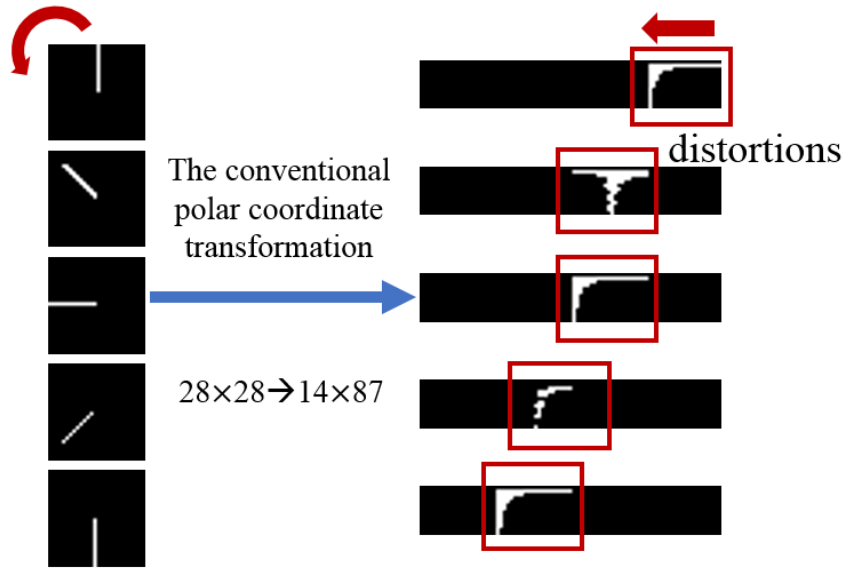 distortions
The conventional
polar coordinate
transformation
28×28→14×87